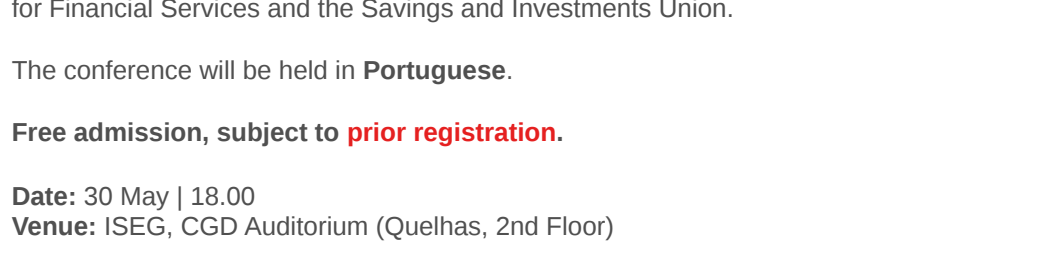 for Financial Services and the Savings and Investments Union.
The conference will be held in Portuguese.
Free admission, subject to prior registration.
Date: 30 May | 18.00
Venue: ISEG, CGD Auditorium (Quelhas, 2nd Floor)